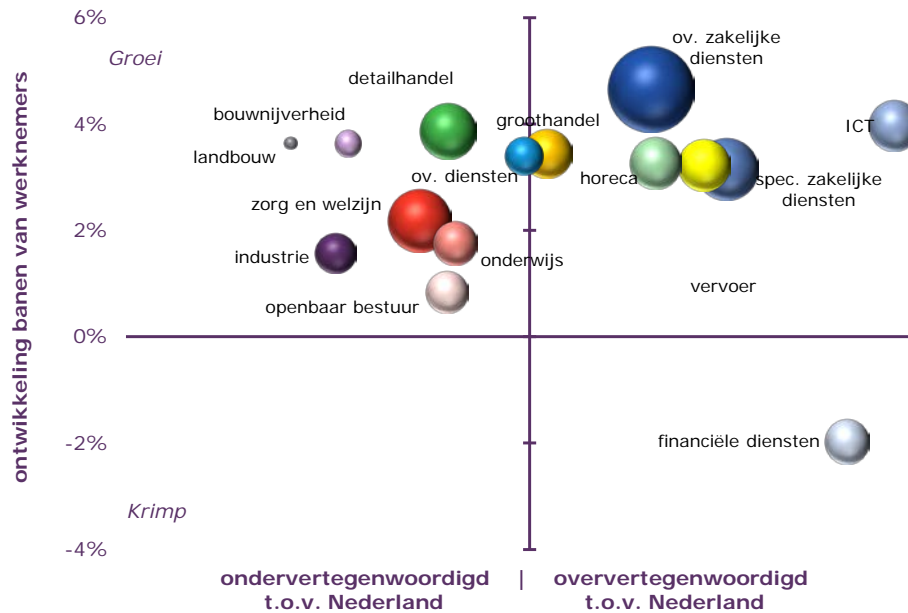 6%
Groei
ov. zakelijke
diensten
detailhandel
4%
bouwnijverheid
groothandel
ICT
landbouw
ov. diensten
horeca
spec. zakelijke
diensten
zorg en welzijn
2%
industrie
onderwijs
openbaar bestuur
vervoer
0%
ontwikkeling banen van werknemers
-2%
financiële diensten
Krimp
-4%
ondervertegenwoordigd | oververtegenwoordigd
t.o.v. Nederland t.o.v. Nederland